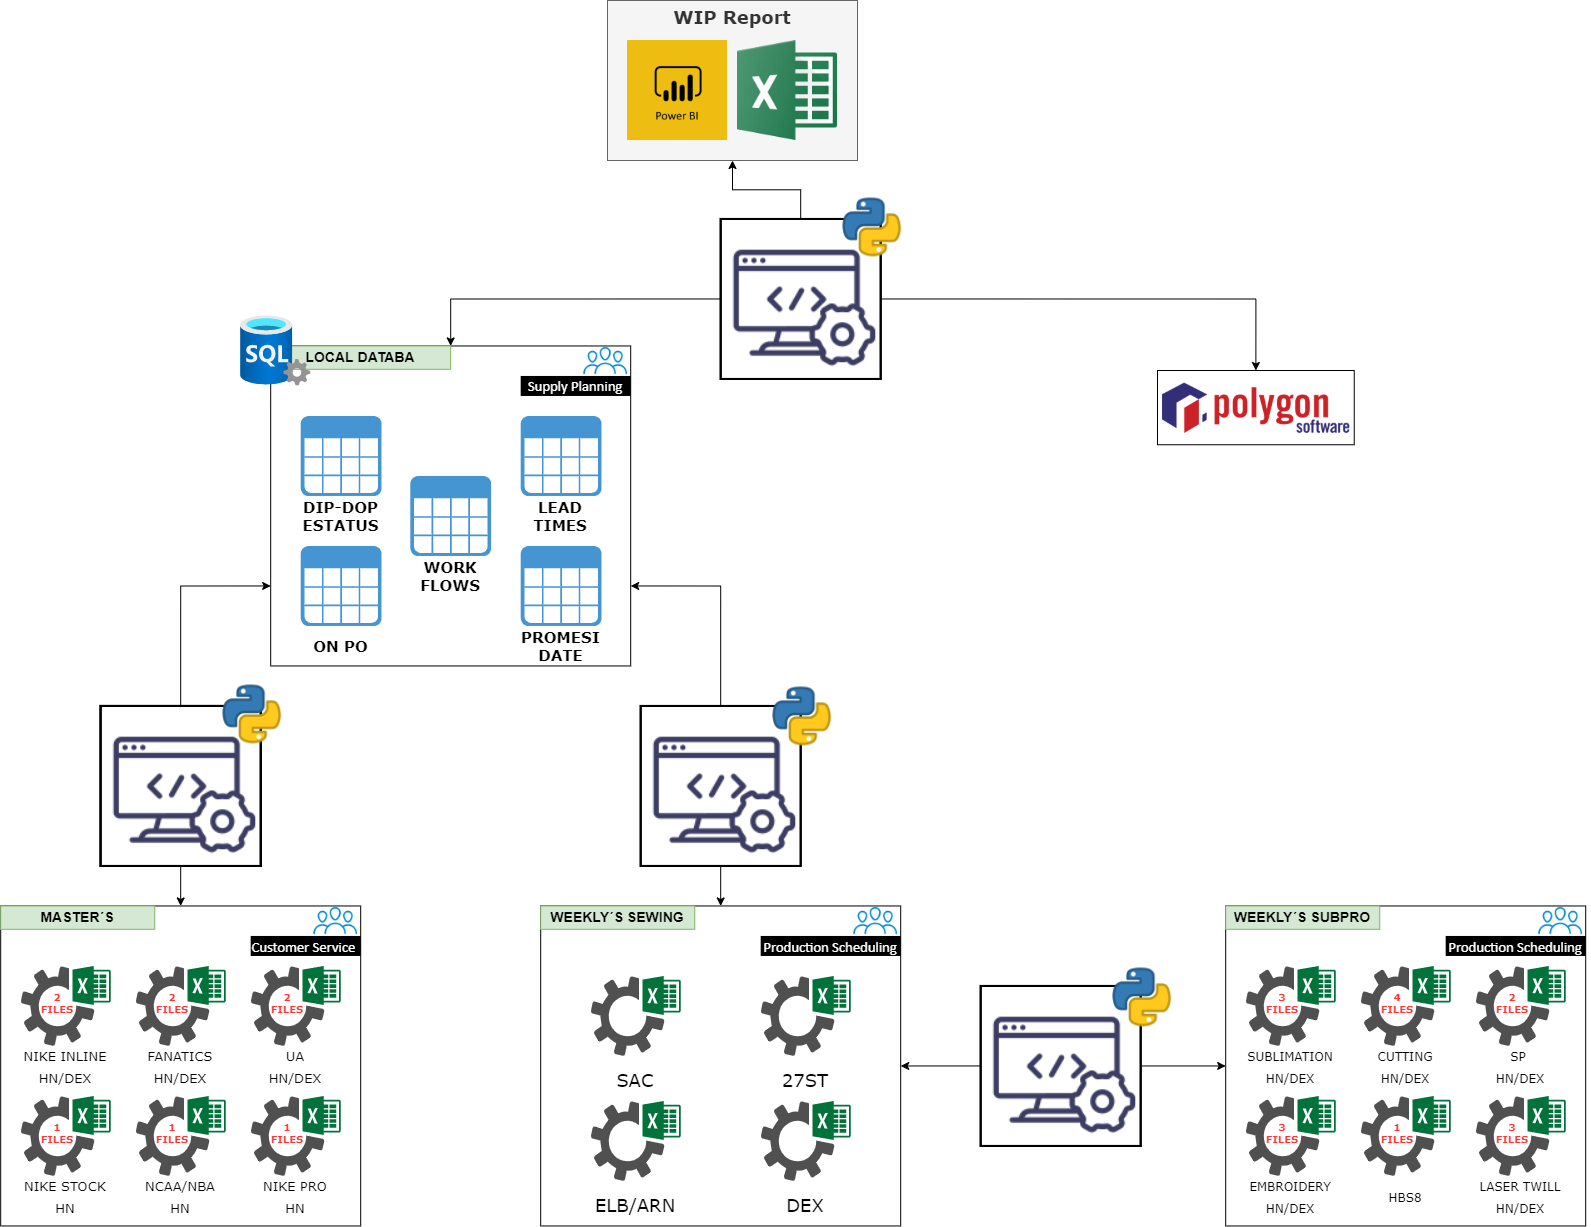 WIP Report
Power BI
X
SQL
LOCAL DATABA
Supply Planning
polygon
software
DIP-DOP
ESTATUS
LEAD
TIMES
WORK
FLOWS
ON PO
PROMESI
DATE
MASTER´S
Customer Service
2
FILES
X
NIKE INLINE
HN/DEX
2
FILES
X
FANATICS
HN/DEX
2
FILES
X
UA
HN/DEX
1
FILES
X
NIKE STOCK
HN
1
FILES
X
NCAA/NBA
HN
1
FILES
X
NIKE PRO
HN
WEEKLY´S SEWING
Production Scheduling
X
SAC
X
27ST
X
ELB/ARN
X
DEX
WEEKLY´S SUBPRO
Production Scheduling
3
FILES
X
SUBLIMATION
HN/DEX
4
FILES
X
CUTTING
HN/DEX
2
FILES
X
SP
HN/DEX
3
FILES
X
EMBROIDERY
HN/DEX
1
FILES
X
HBS8
3
FILES
X
LASER TWILL
HN/DEX